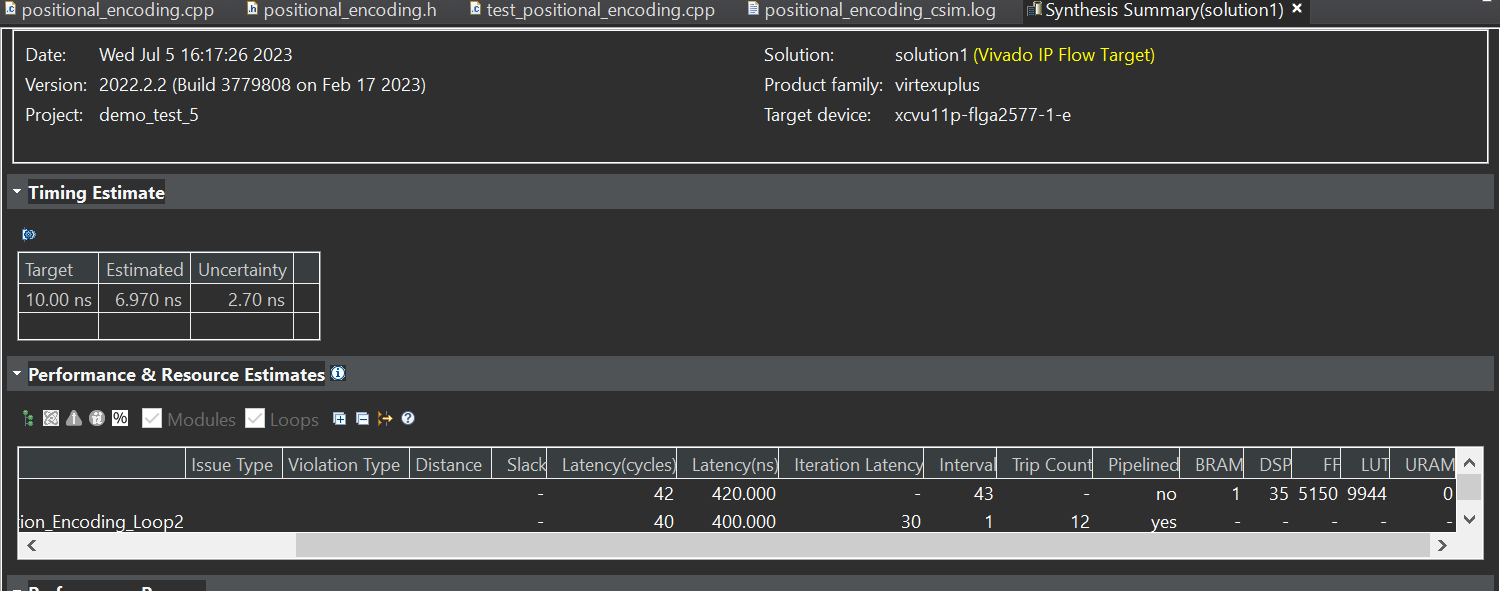 positional_encoding.cpp positional_encoding.h test_positional_encoding.cpp positional_encoding_csim.log Synthesis Summary(solution1)
Date: Wed Jul 5 16:17:26 2023 Solution: solution1 (Vivado IP Flow Target)
Version: 2022.2.2 (Build 3779808 on Feb 17 2023) Product family: virtexuplus
Project: demo_test_5 Target device: xcvu11p-flga2577-1-e
Timing Estimate
Target Estimated Uncertainty
10.00 ns 6.970 ns 2.70 ns
Performance & Resource Estimates
% Modules Loops
Issue Type Violation Type Distance Slack Latency(cycles) Latency(ns) Iteration Latency Interval Trip Count Pipelined BRAM DSP FF LUT URAM
- 42 420.000 - 43 - no 1 35 5150 9944 0
ion_Encoding_Loop2 - 40 400.000 30 1 12 yes - - - - -